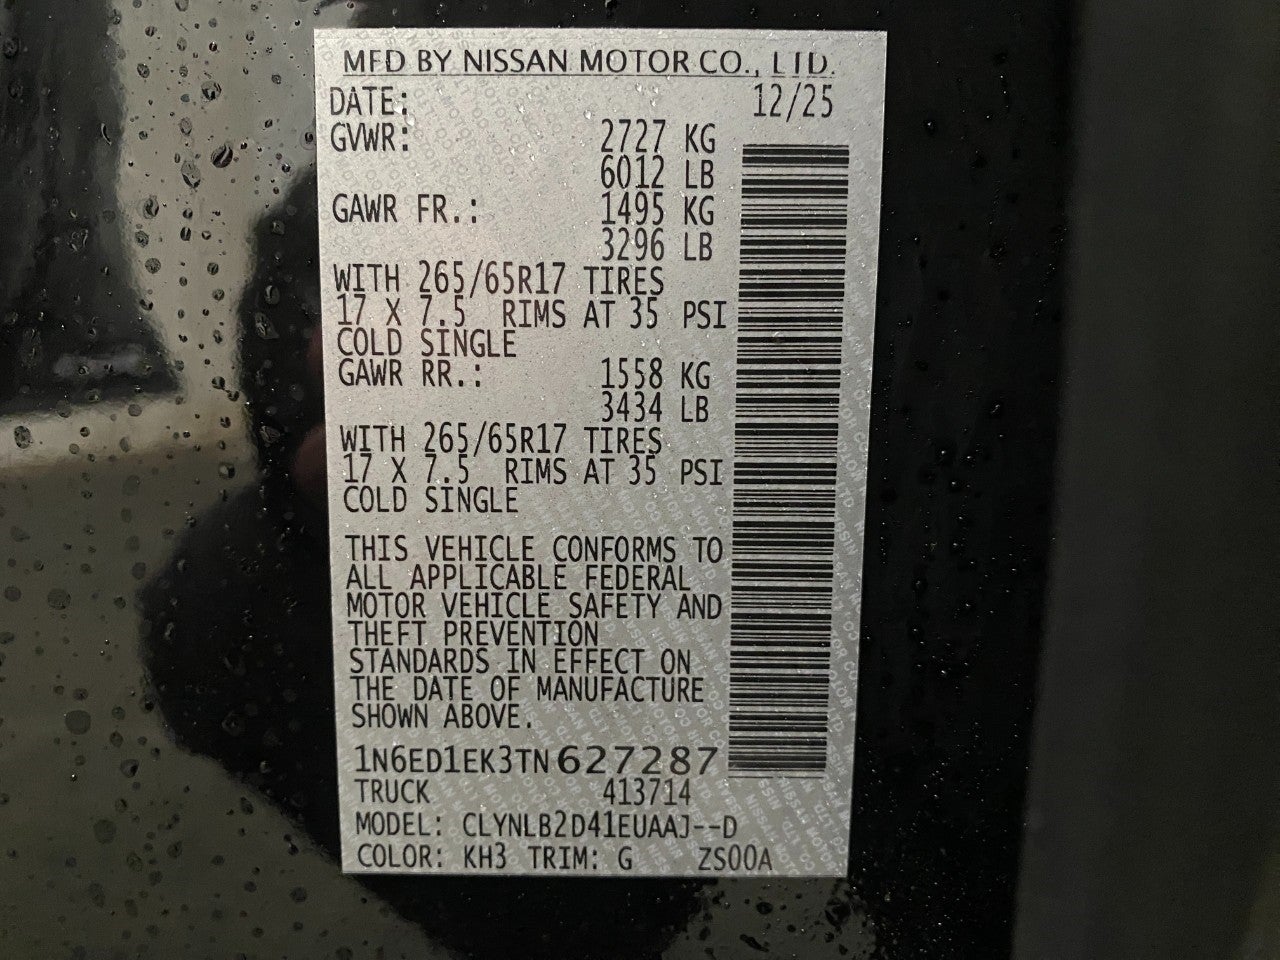 MFD BY NISSAN MOTOR CO., LTD.
DATE: 12/25
GVWR: 2727 KG
6012 LB
GAWR FR.: 1495 KG
3296 LB
WITH 265/65R17 TIRES
17 X 7.5 RIMS AT 35 PSI
COLD SINGLE
GAWR RR.: 1558 KG
3434 LB
WITH 265/65R17 TIRES
17 X 7.5 RIMS AT 35 PSI
COLD SINGLE
THIS VEHICLE CONFORMS TO
ALL APPLICABLE FEDERAL
MOTOR VEHICLE SAFETY AND
THEFT PREVENTION
STANDARDS IN EFFECT ON
THE DATE OF MANUFACTURE
SHOWN ABOVE.
1N6ED1EK3TN627287
TRUCK 413714
MODEL: CLYNLB2D41EUAAJ--D
COLOR: KH3 TRIM: G ZS00A